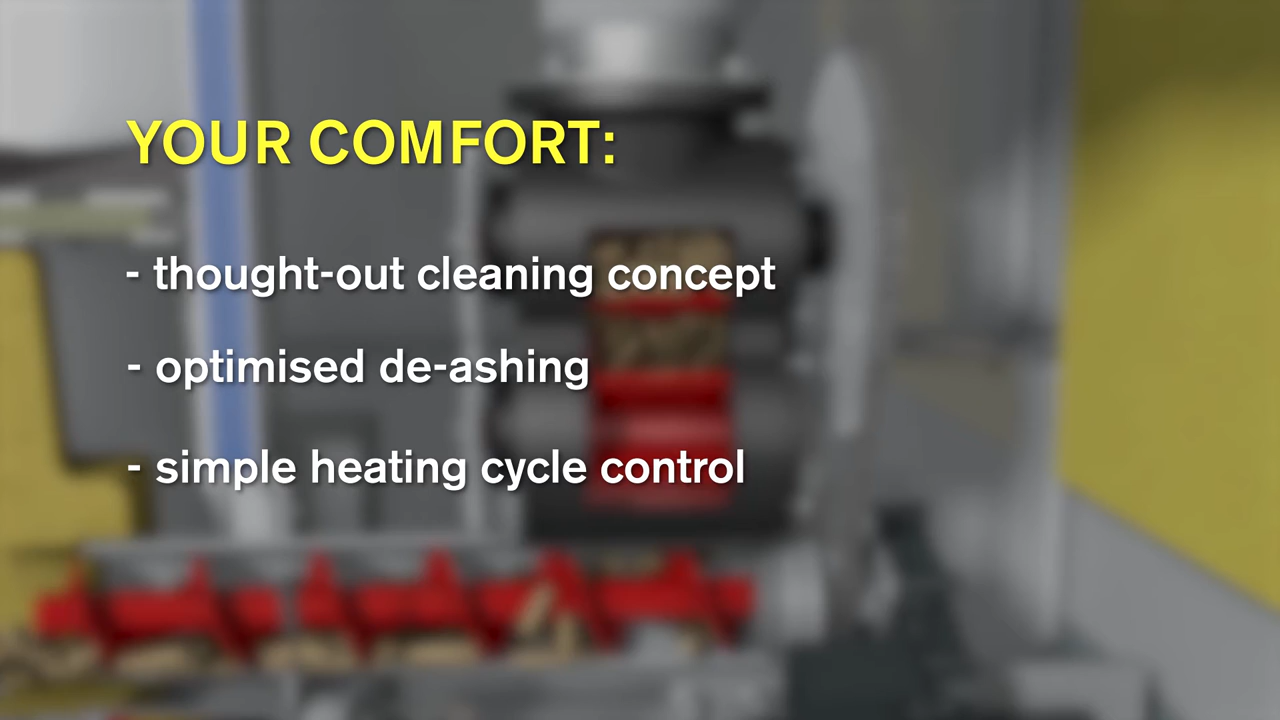 YOUR COMFORT:
- thought-out cleaning concept
- optimised de-ashing
- simple heating cycle control